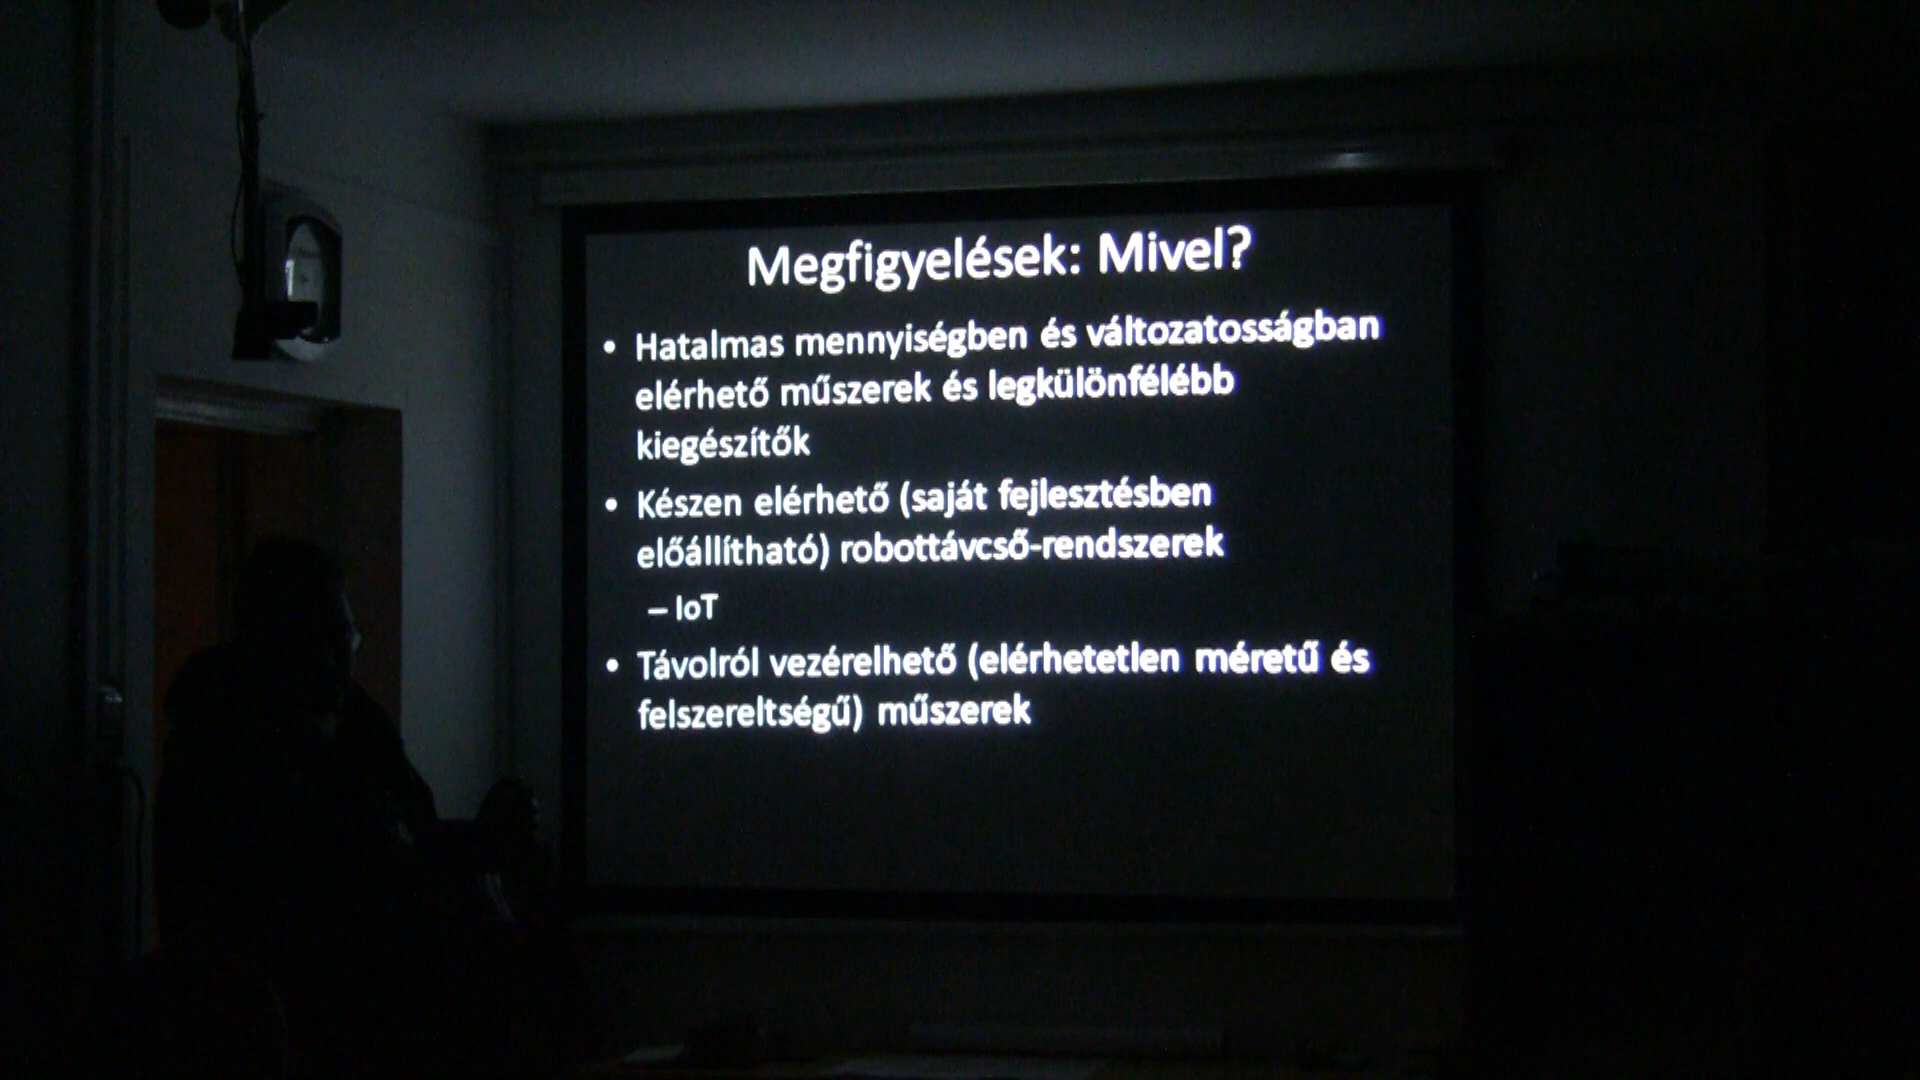 Megfigyelések: Mivel?
• Hatalmas mennyiségben és változatosságban
elérhető műszerek és legkülönfélébb
kiegészítők
• Készen elérhető (saját fejlesztésben
előállítható) robottávcső-rendszerek
– IoT
• Távolról vezérelhető (elérhetetlen méretű és
felszereltségű) műszerek